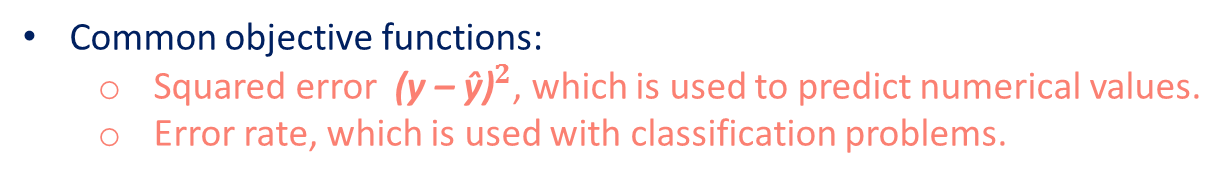 • Common objective functions:
o Squared error (y – ŷ)², which is used to predict numerical values.
o Error rate, which is used with classification problems.